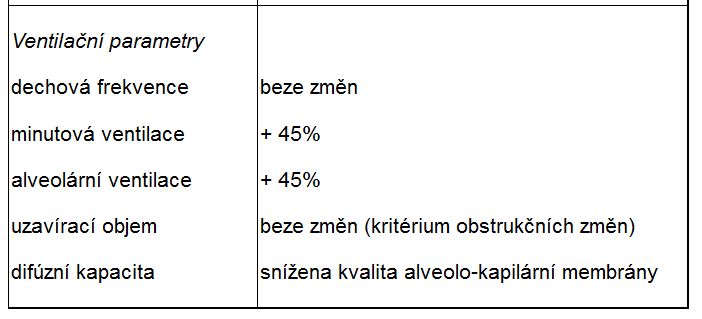 Ventilační parametry
dechová frekvence beze změn
minutová ventilace + 45%
alveolární ventilace + 45%
uzavírací objem beze změn (kritérium obstrukčních změn)
difúzní kapacita snížena kvalita alveolo-kapilární membrány